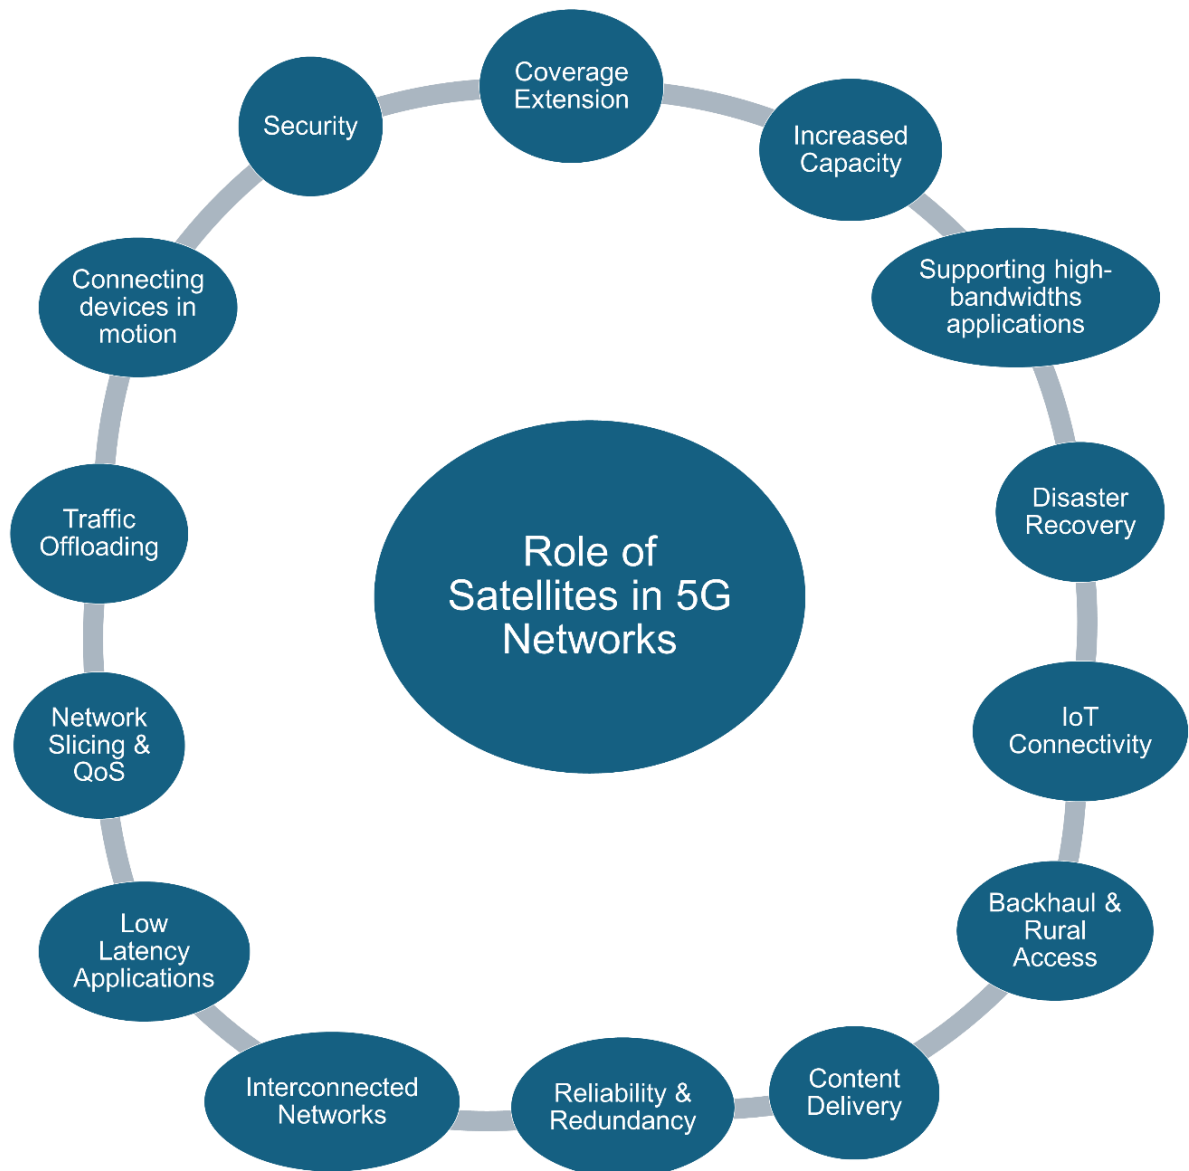 Coverage
Extension
Increased
Capacity
Supporting high-
bandwidths
applications
Disaster
Recovery
IoT
Connectivity
Backhaul &
Rural
Access
Content
Delivery
Reliability &
Redundancy
Interconnected
Networks
Low
Latency
Applications
Network
Slicing &
QoS
Traffic
Offloading
Connecting
devices in
motion
Security
Role of
Satellites in 5G
Networks